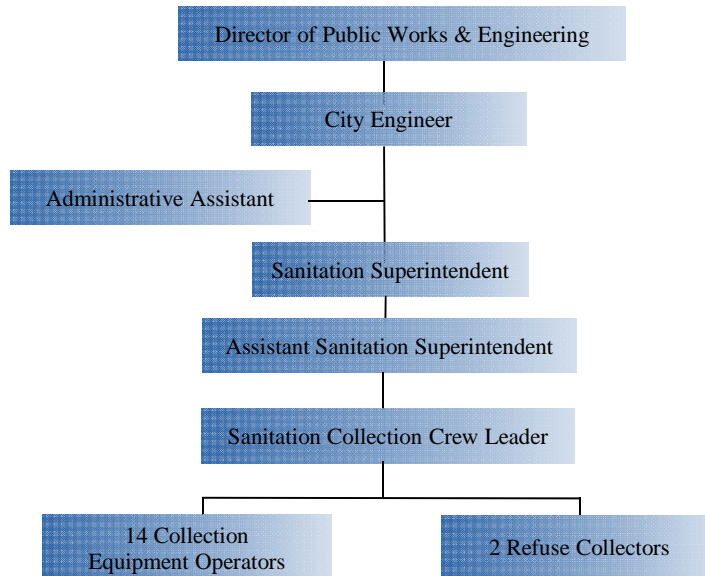 Director of Public Works & Engineering
City Engineer
Administrative Assistant
Sanitation Superintendent
Assistant Sanitation Superintendent
Sanitation Collection Crew Leader
14 Collection
Equipment Operators
2 Refuse Collectors